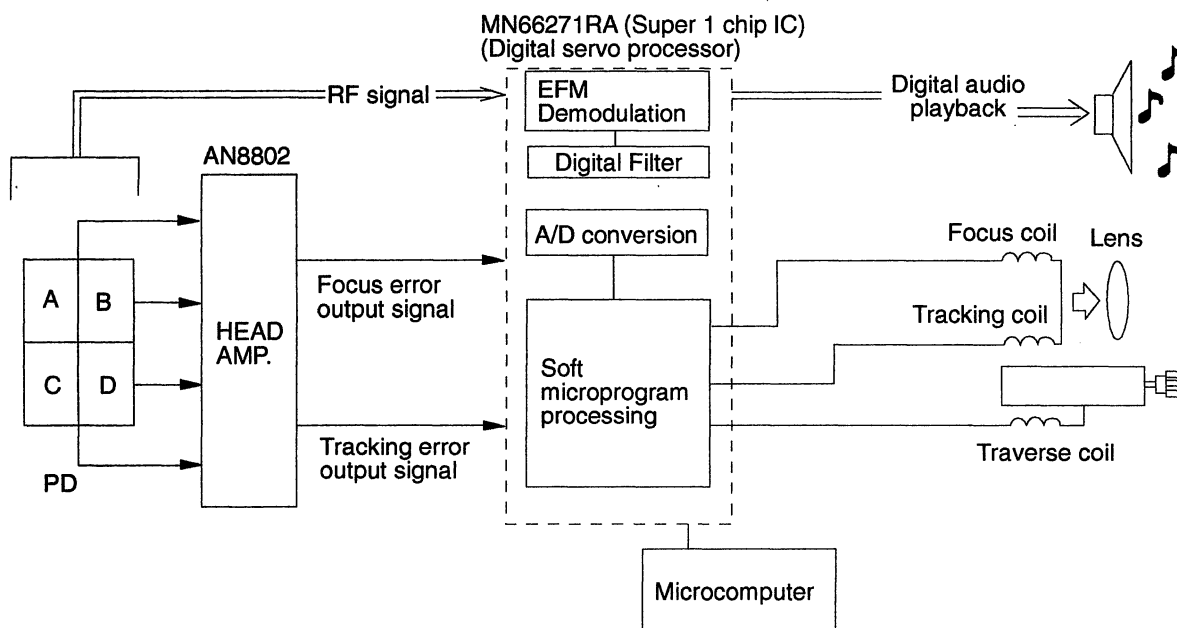 MN66271RA (Super 1 chip IC)
(Digital servo processor)
RF signal
EFM
Demodulation
Digital audio
playback
Digital Filter
AN8802
A/D conversion
Focus coil
Lens
A
B
C
D
HEAD
AMP.
Focus error
output signal
Tracking coil
Soft
microprogram
processing
Tracking error
output signal
Traverse coil
PD
Microcomputer